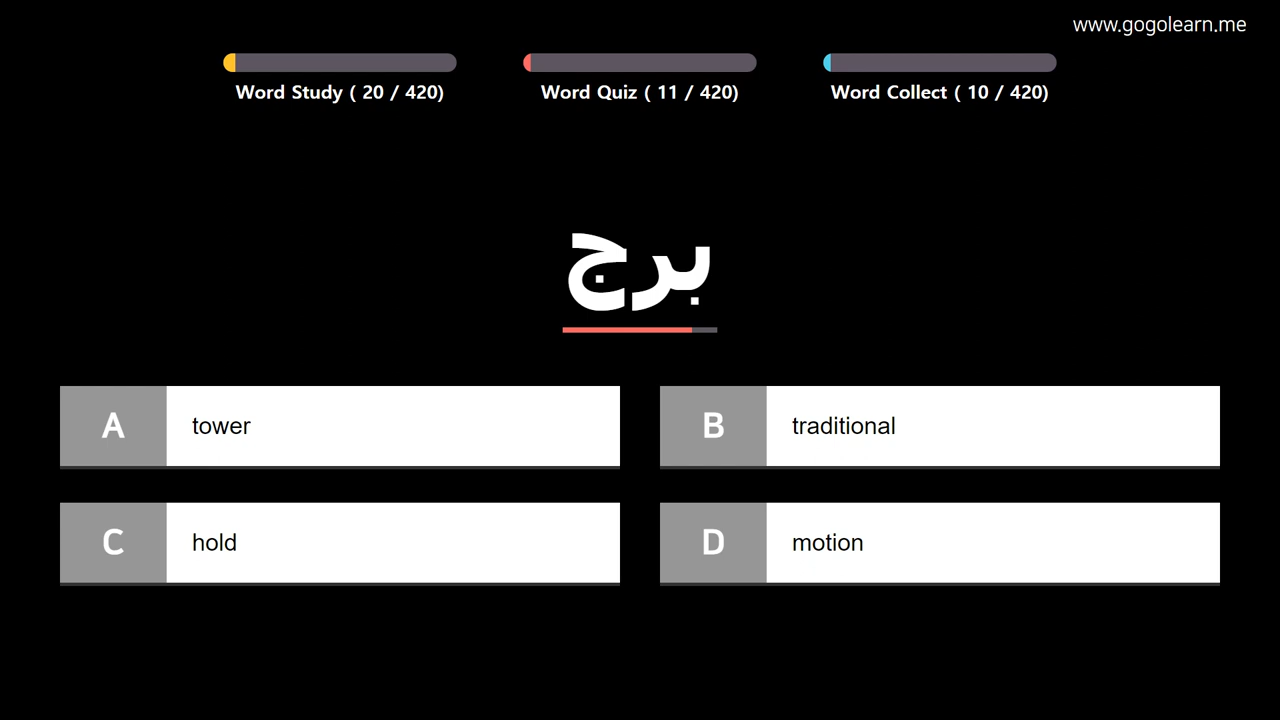 www.gogolearn.me
Word Study ( 20 / 420)
Word Quiz ( 11 / 420)
Word Collect ( 10 / 420)
برج
A tower
B traditional
C hold
D motion